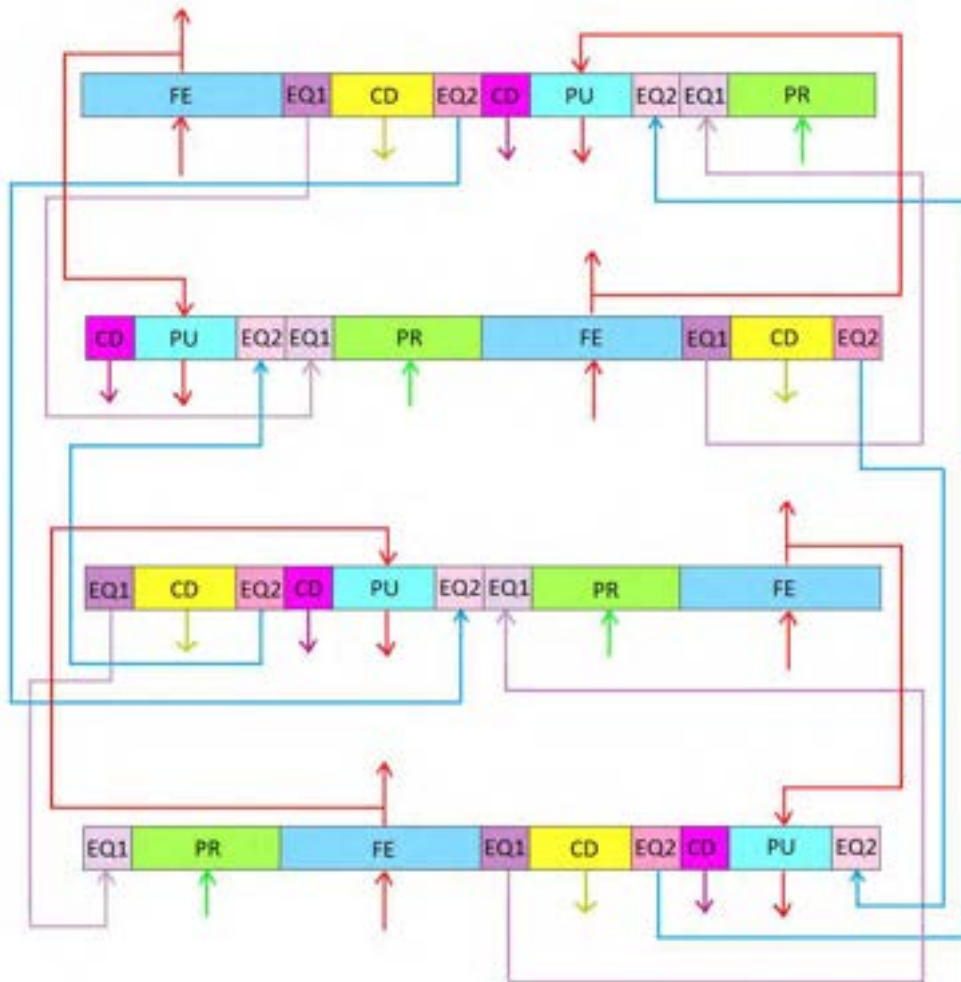 FE EQ1 CD EQ2 CD PU EQ2 EQ1 PR
CD PU EQ2 EQ1 PR FE EQ1 CD EQ2
EQ1 CD EQ2 CD PU EQ2 EQ1 PR FE
EQ1 PR FE EQ1 CD EQ2 CD PU EQ2